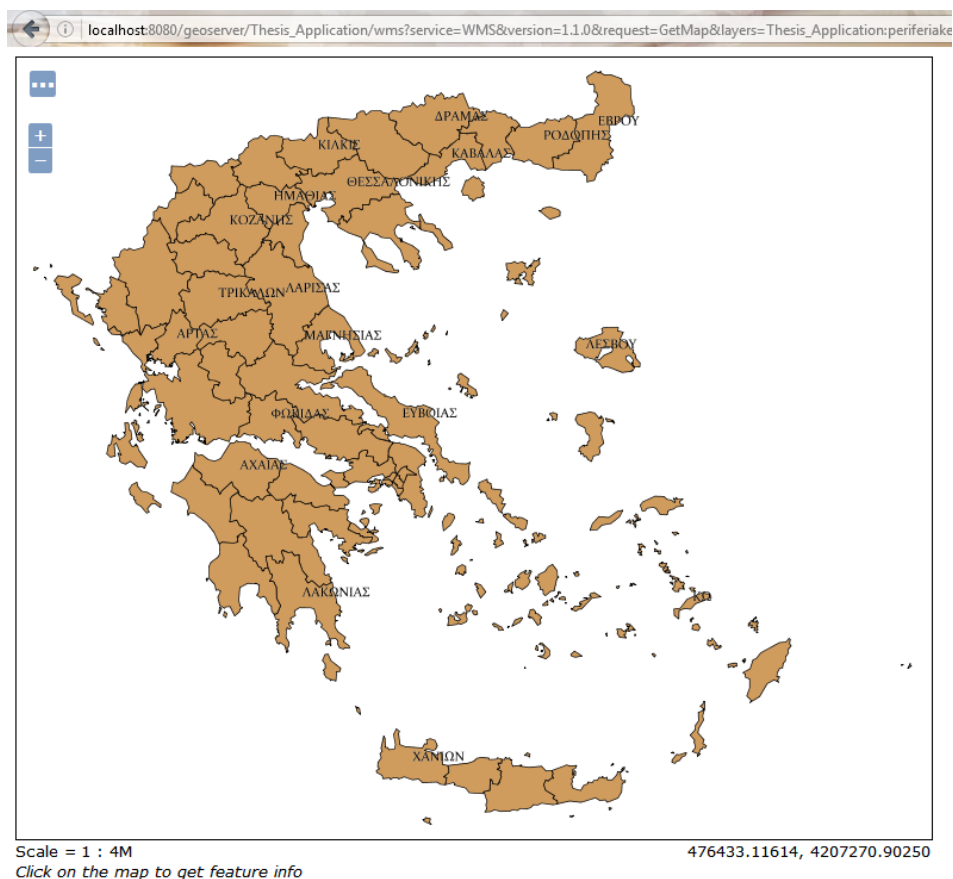 localhost:8080/geoserver/Thesis_Application/wms?service=WMS&version=1.1.0&request=GetMap&layers=Thesis_Application:periferiake
+
−
ΔΡΑΜΑΣ
ΕΒΡΟΥ
ΡΟΔΟΠΗΣ
ΚΙΛΚΙΣ
ΚΑΒΑΛΑΣ
ΘΕΣΣΑΛΟΝΙΚΗΣ
ΗΜΑΘΙΑΣ
ΚΟΖΑΝΗΣ
ΤΡΙΚΑΛΩΝ
ΛΑΡΙΣΑΣ
ΑΡΤΑΣ
ΜΑΓΝΗΣΙΑΣ
ΛΕΣΒΟΥ
ΦΩΚΙΔΑΣ
ΕΥΒΟΙΑΣ
ΑΧΑΙΑΣ
ΛΑΚΩΝΙΑΣ
ΚΩ
ΧΑΝΙΩΝ
Scale = 1 : 4M
476433.11614, 4207270.90250
Click on the map to get feature info